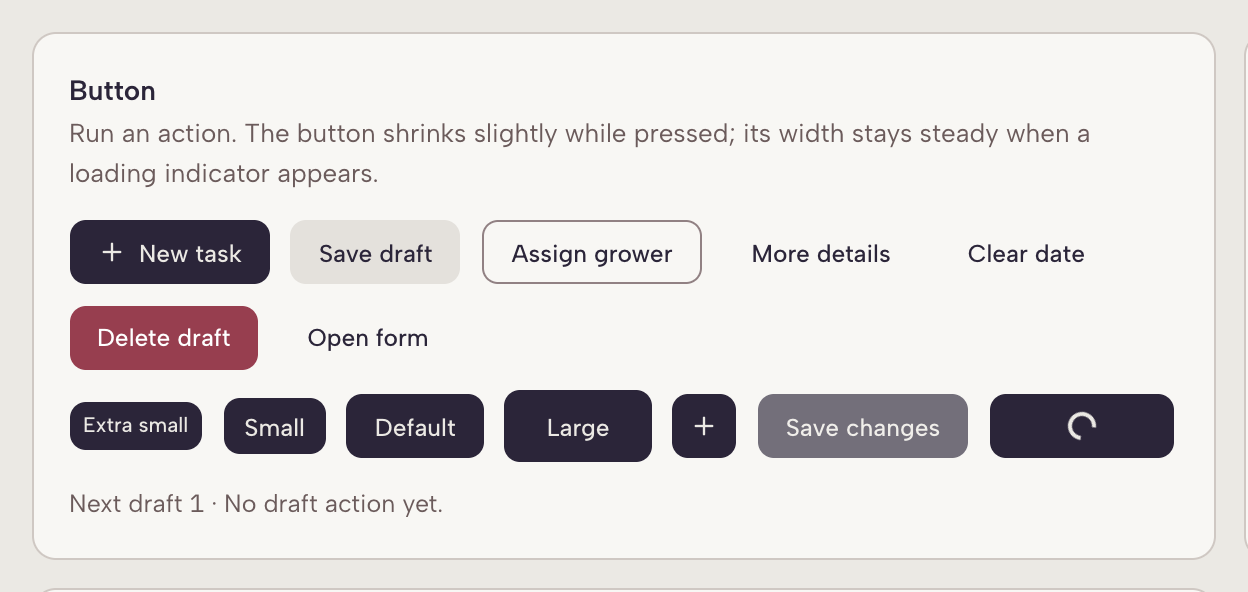 Button
Run an action. The button shrinks slightly while pressed; its width stays steady when a
loading indicator appears.
+ New task Save draft Assign grower More details Clear date
Delete draft Open form
Extra small Small Default Large + Save changes
Next draft 1 · No draft action yet.